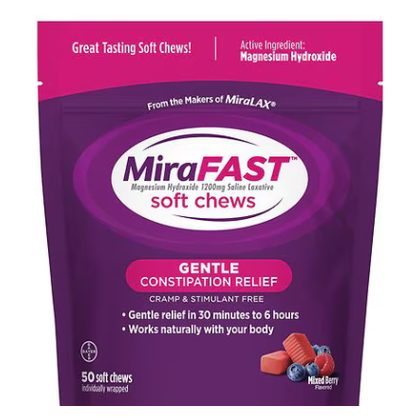 Great Tasting Soft Chews!
Active Ingredient:
Magnesium Hydroxide
From the Makers of MiraLAX®
MiraFAST™
Magnesium Hydroxide 1200mg Saline Laxative
soft chews
GENTLE
CONSTIPATION RELIEF
CRAMP & STIMULANT FREE
• Gentle relief in 30 minutes to 6 hours
• Works naturally with your body
BAYER
50 soft chews
individually wrapped
Mixed Berry
Flavored